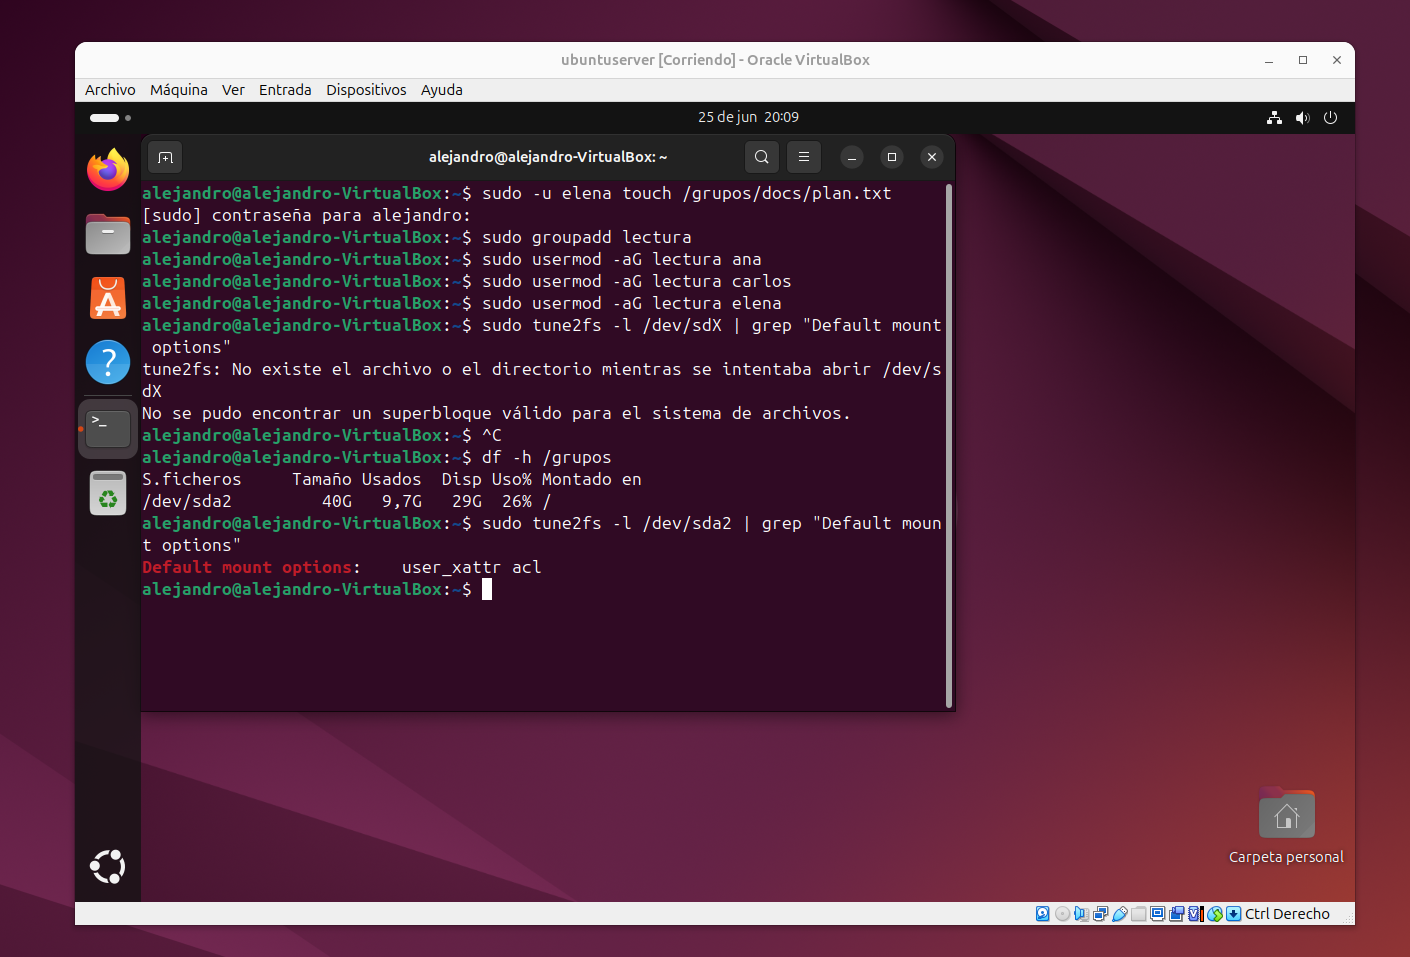 ubuntuserver [Corriendo] - Oracle VirtualBox
Archivo Máquina Ver Entrada Dispositivos Ayuda
25 de jun 20:09
alejandro@alejandro-VirtualBox: ~
alejandro@alejandro-VirtualBox:~$ sudo -u elena touch /grupos/docs/plan.txt
[sudo] contraseña para alejandro:
alejandro@alejandro-VirtualBox:~$ sudo groupadd lectura
alejandro@alejandro-VirtualBox:~$ sudo usermod -aG lectura ana
alejandro@alejandro-VirtualBox:~$ sudo usermod -aG lectura carlos
alejandro@alejandro-VirtualBox:~$ sudo usermod -aG lectura elena
alejandro@alejandro-VirtualBox:~$ sudo tune2fs -l /dev/sdX | grep "Default mount
 options"
tune2fs: No existe el archivo o el directorio mientras se intentaba abrir /dev/s
dX
No se pudo encontrar un superbloque válido para el sistema de archivos.
alejandro@alejandro-VirtualBox:~$ ^C
alejandro@alejandro-VirtualBox:~$ df -h /grupos
S.ficheros     Tamaño Usados  Disp Uso% Montado en
/dev/sda2         40G   9,7G   29G  26% /
alejandro@alejandro-VirtualBox:~$ sudo tune2fs -l /dev/sda2 | grep "Default moun
t options"
Default mount options:    user_xattr acl
alejandro@alejandro-VirtualBox:~$
Carpeta personal
Ctrl Derecho